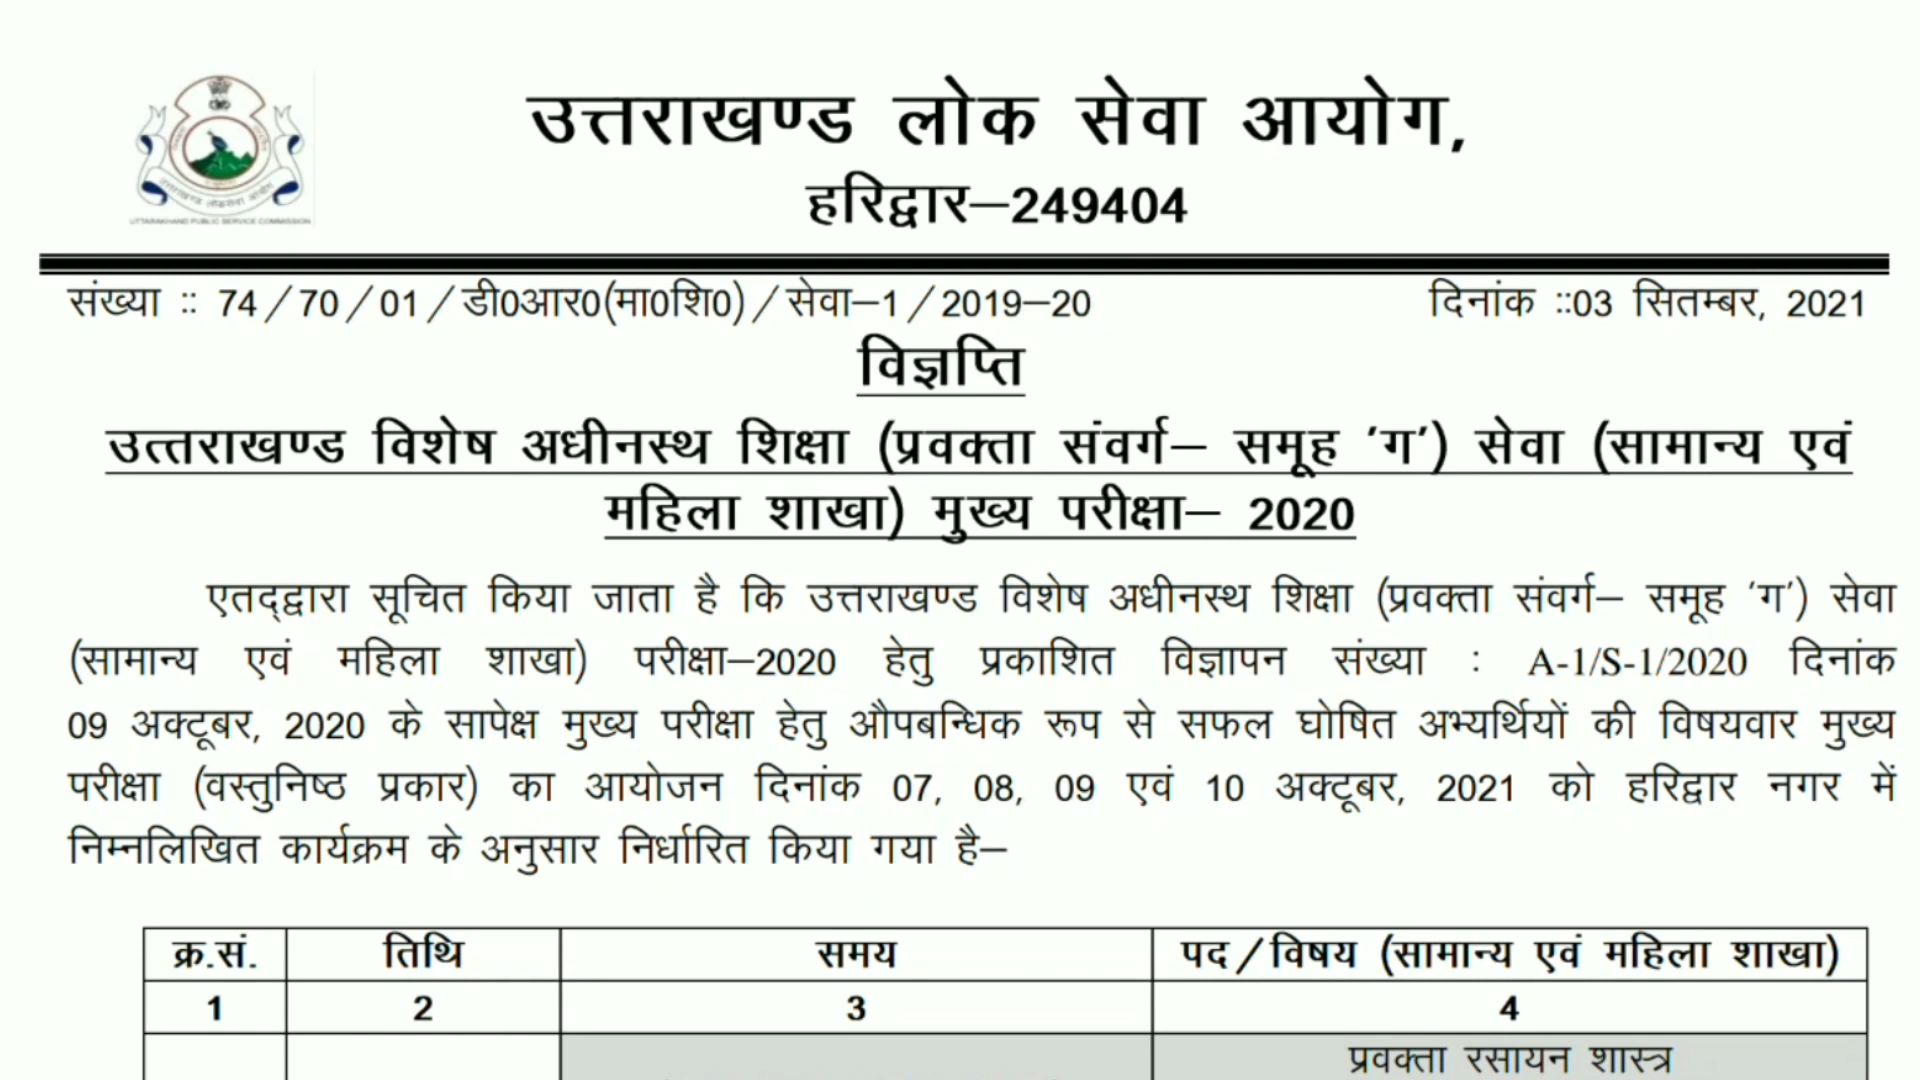 उत्तराखण्ड लोक सेवा आयोग,
हरिद्वार–249404
UTTARAKHAND PUBLIC SERVICE COMMISSION
संख्या :: 74/70/01/डी0आर0(मा0शि0)/सेवा–1/2019–20 दिनांक ::03 सितम्बर, 2021
विज्ञप्ति
उत्तराखण्ड विशेष अधीनस्थ शिक्षा (प्रवक्ता संवर्ग– समूह 'ग') सेवा (सामान्य एवं
महिला शाखा) मुख्य परीक्षा– 2020
एतद्द्वारा सूचित किया जाता है कि उत्तराखण्ड विशेष अधीनस्थ शिक्षा (प्रवक्ता संवर्ग– समूह 'ग') सेवा
(सामान्य एवं महिला शाखा) परीक्षा–2020 हेतु प्रकाशित विज्ञापन संख्या : A-1/S-1/2020 दिनांक
09 अक्टूबर, 2020 के सापेक्ष मुख्य परीक्षा हेतु औपबन्धिक रूप से सफल घोषित अभ्यर्थियों की विषयवार मुख्य
परीक्षा (वस्तुनिष्ठ प्रकार) का आयोजन दिनांक 07, 08, 09 एवं 10 अक्टूबर, 2021 को हरिद्वार नगर में
निम्नलिखित कार्यक्रम के अनुसार निर्धारित किया गया है–
क्र.सं. तिथि समय पद/विषय (सामान्य एवं महिला शाखा)
1 2 3 4
प्रवक्ता रसायन शास्त्र